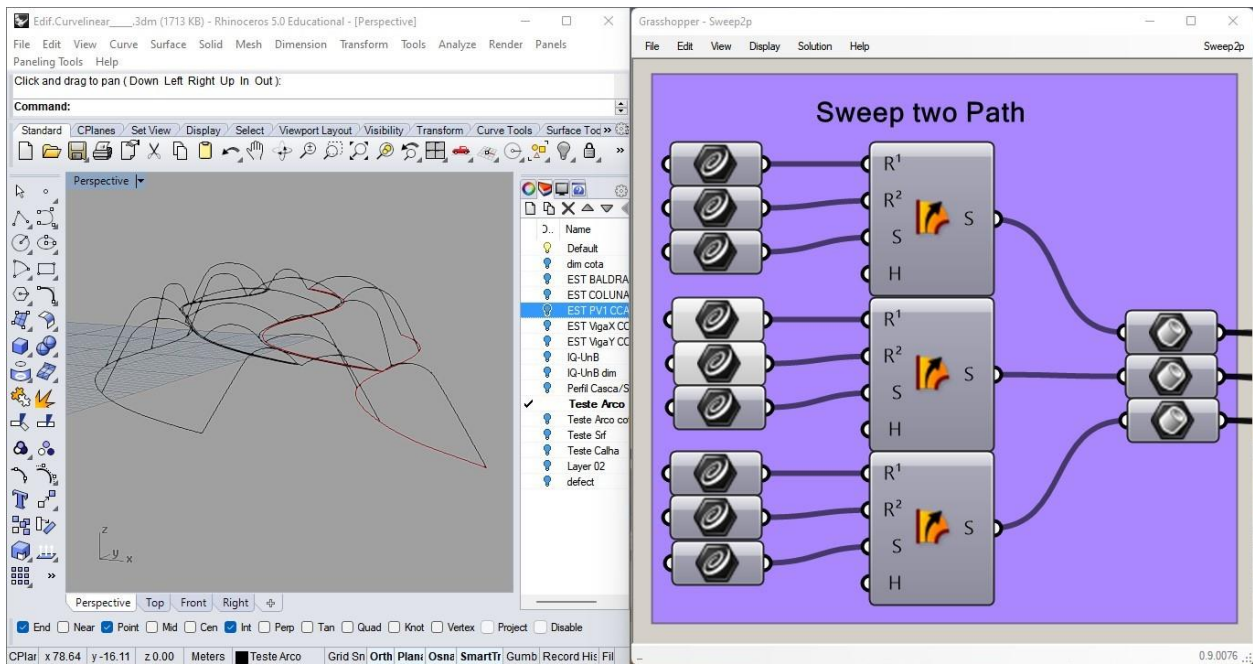 Edif.Curvelinear____.3dm (1713 KB) - Rhinoceros 5.0 Educational - [Perspective]
File Edit View Curve Surface Solid Mesh Dimension Transform Tools Analyze Render Panels
Paneling Tools Help
Click and drag to pan ( Down Left Right Up In Out ):
Command:
Standard CPlanes Set View Display Select Viewport Layout Visibility Transform Curve Tools Surface Too »
»
Perspective
Name
Default
dim cota
EST BALDRA
EST COLUNA
EST PV1 CCA
EST VigaX CC
EST VigaY CC
IQ-UnB
IQ-UnB dim
Perfil Casca/S
Teste Arco
Teste Arco co
Teste Srf
Teste Calha
Layer 02
defect
z
y x
»
Perspective Top Front Right
End Near Point Mid Cen Int Perp Tan Quad Knot Vertex Project Disable
CPlar x 78.64 y -16.11 z 0.00 Meters Teste Arco Grid Sn Orth Plana Osna SmartTr Gumb Record His Fil
Grasshopper - Sweep2p
File Edit View Display Solution Help Sweep2p
Sweep two Path
R¹
R²
S
H
S
R¹
R²
S
H
S
R¹
R²
S
H
S
0.9.0076